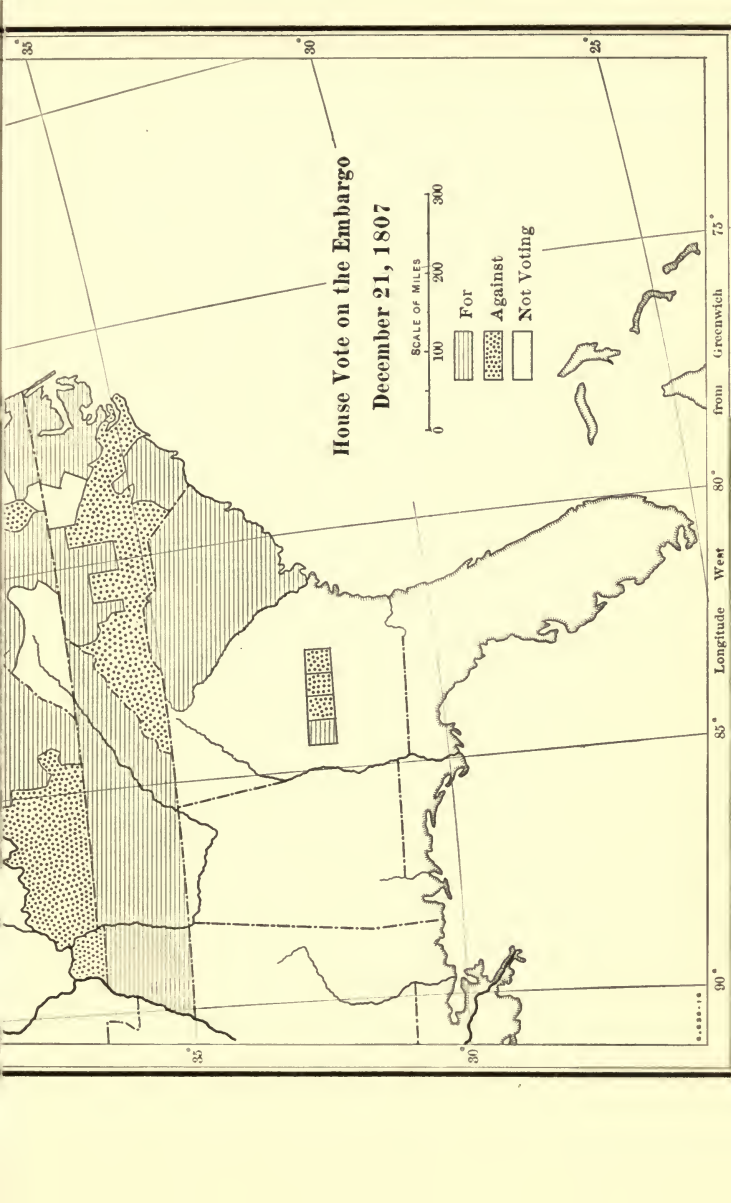 House Vote on the Embargo
December 21, 1807
SCALE OF MILES
0 100 200 300
For
Against
Not Voting
35°
30°
25°
75°
80°
85°
90°
35°
30°
Longitude West from Greenwich